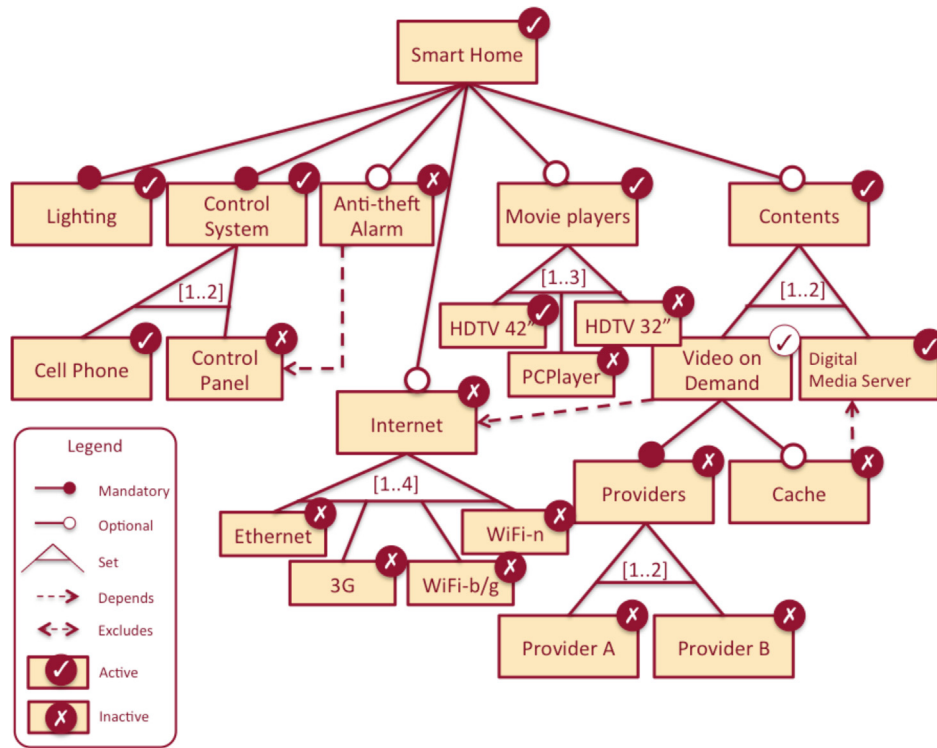 Smart Home
Lighting
Control
System
Anti-theft
Alarm
Movie players
Contents
[1..2]
[1..3]
[1..2]
HDTV 42”
HDTV 32”
Cell Phone
Control
Panel
PCPlayer
Video on
Demand
Digital
Media Server
Internet
Legend
Mandatory
Optional
Set
Depends
Excludes
Active
Inactive
[1..4]
Providers
Cache
Ethernet
WiFi-n
3G
WiFi-b/g
[1..2]
Provider A
Provider B